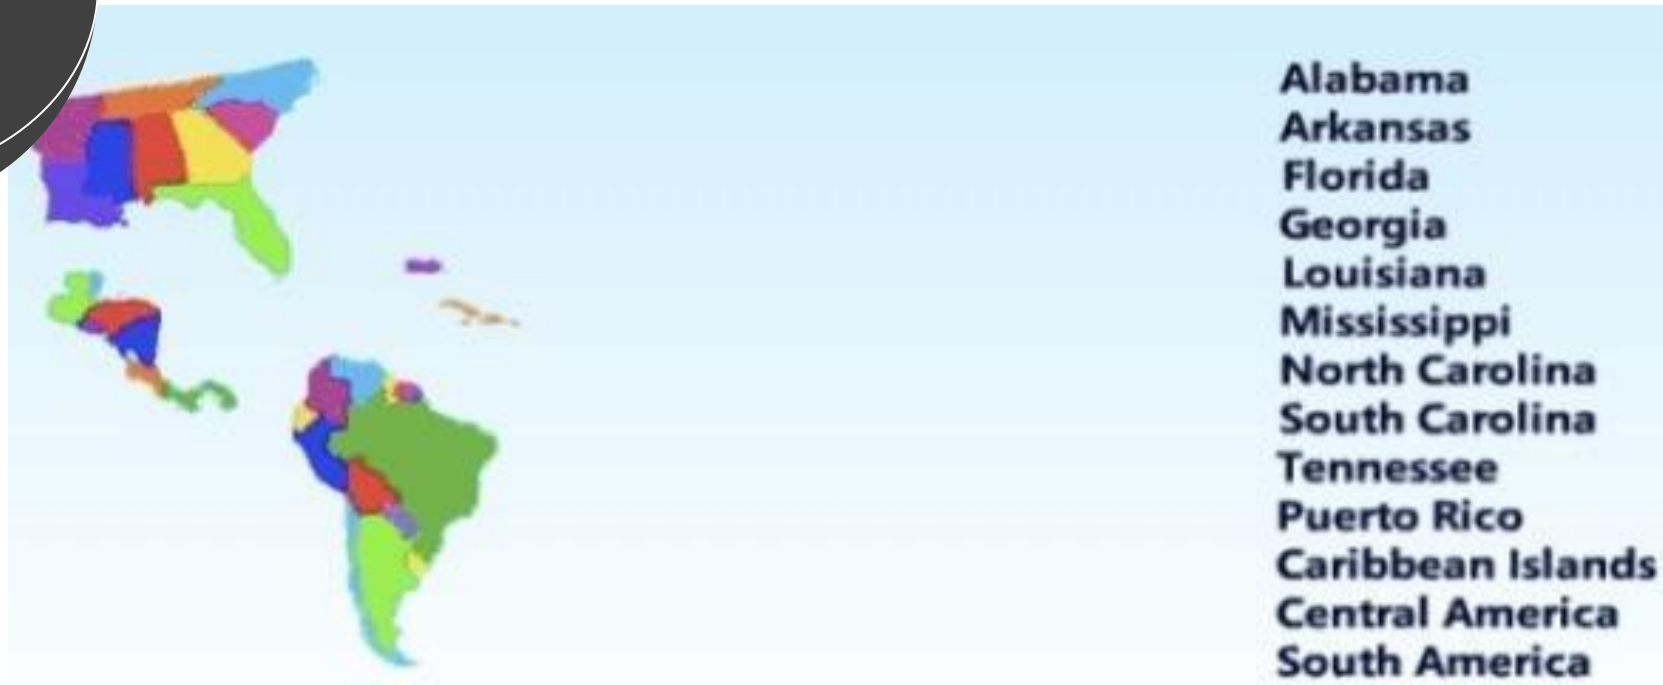 Alabama
Arkansas
Florida
Georgia
Louisiana
Mississippi
North Carolina
South Carolina
Tennessee
Puerto Rico
Caribbean Islands
Central America
South America